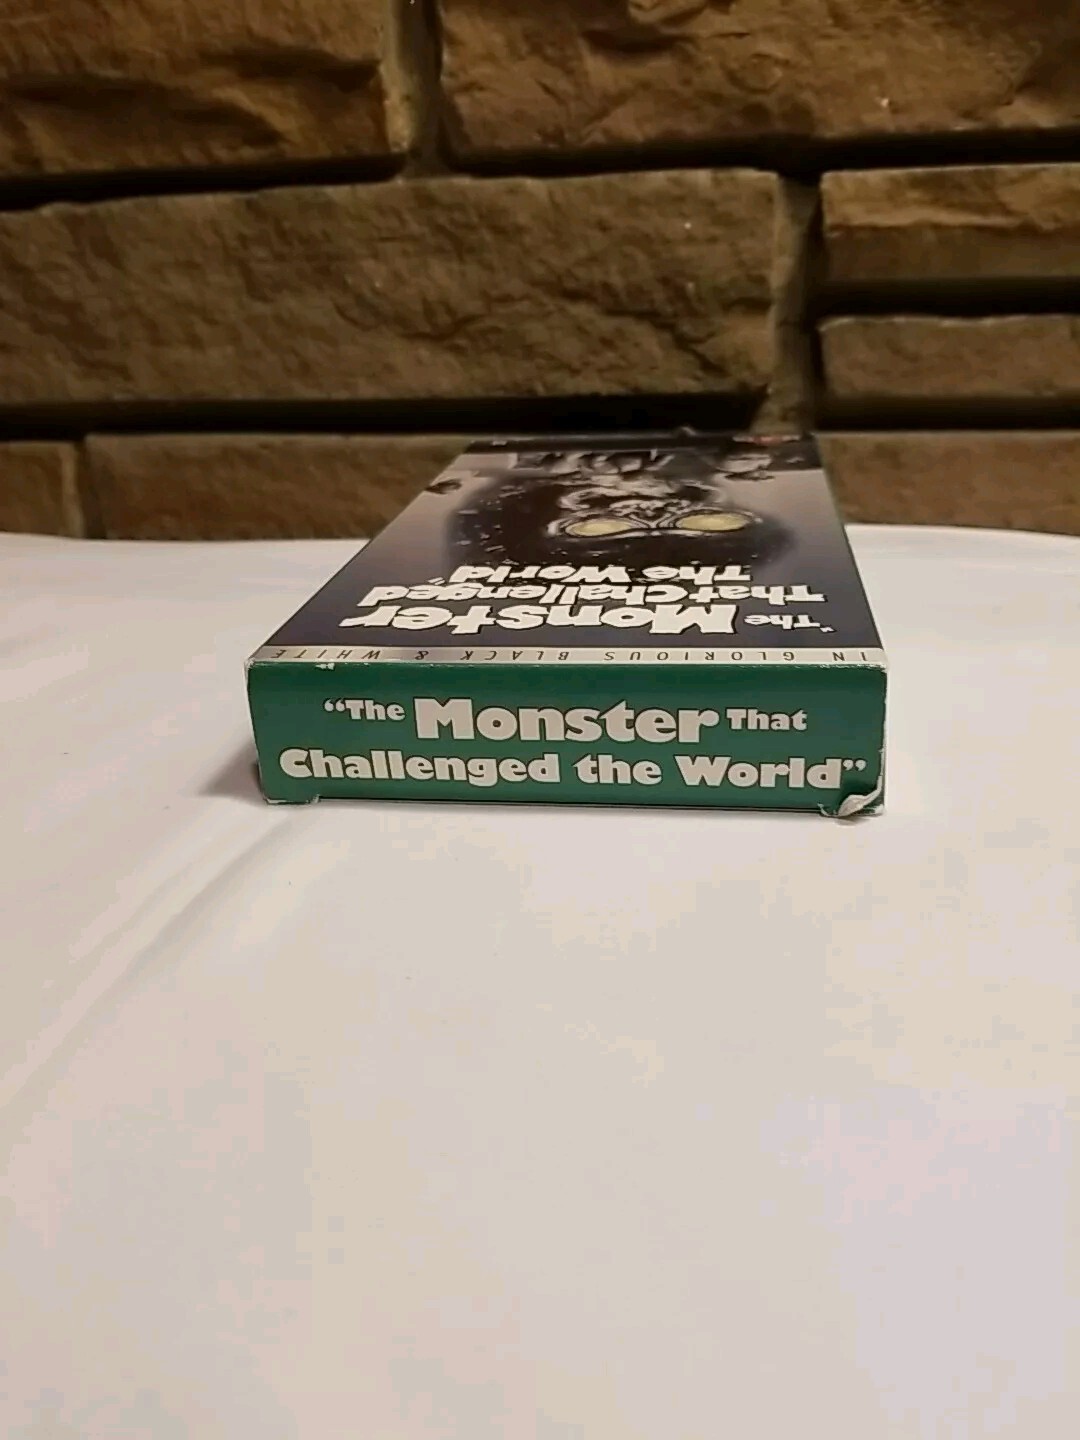 "The Monster
That Challenged
The World"
IN GLORIOUS BLACK & WHITE
“The Monster That
Challenged the World”